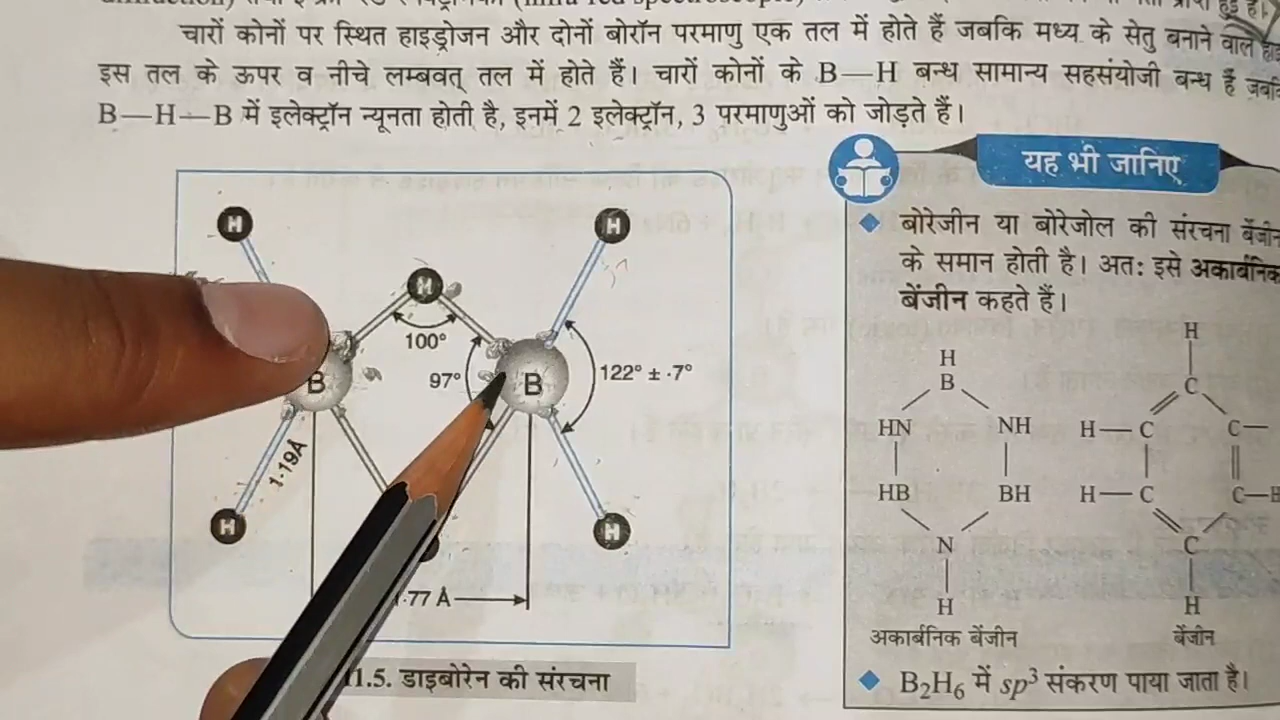 चारों कोनों पर स्थित हाइड्रोजन और दोनों बोरॉन परमाणु एक तल में होते हैं जबकि मध्य के सेतु बनाने वाले
इस तल के ऊपर व नीचे लम्बवत् तल में होते हैं। चारों कोनों के B—H बन्ध सामान्य सहसंयोजी बन्ध हैं
B—H—B में इलेक्ट्रॉन न्यूनता होती है, इनमें 2 इलेक्ट्रॉन, 3 परमाणुओं को जोड़ते हैं।
H H
H
100°
B 97° B 122° ± ·7°
1·19Å
H H
·77 Å
11.5. डाइबोरेन की संरचना
यह भी जानिए
बोरेजीन या बोरेजोल की संरचना बेंजीन
के समान होती है। अतः इसे अकार्बनिक
बेंजीन कहते हैं।
H
B
HN NH
HB BH
N
H
अकार्बनिक बेंजीन
H
C
H—C C—
H—C C—H
C
H
बेंजीन
B₂H₆ में sp³ संकरण पाया जाता है।